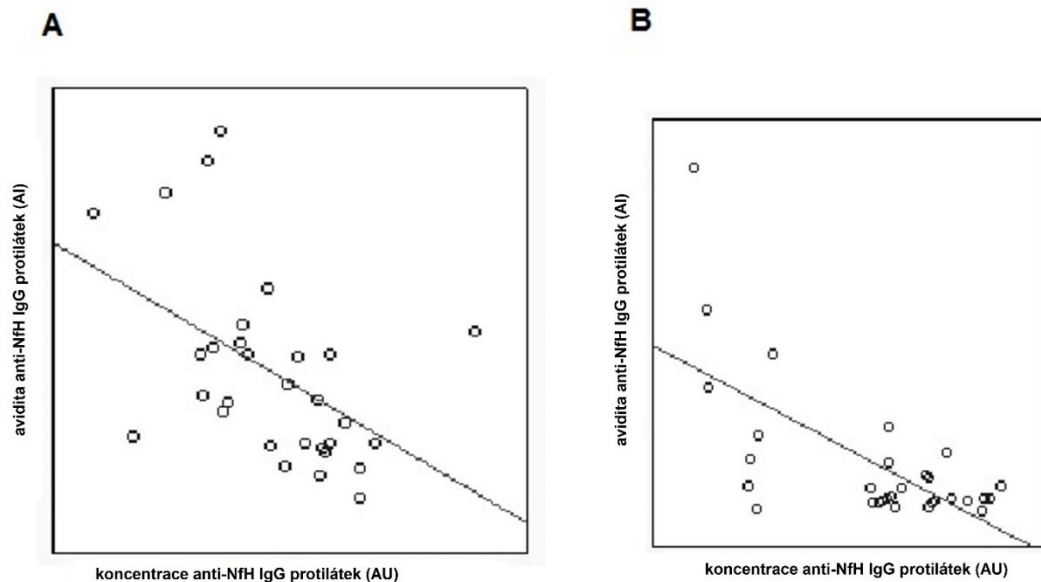 A
avidita anti-NfH IgG protilátek (AI)
koncentrace anti-NfH IgG protilátek (AU)
B
avidita anti-NfH IgG protilátek (AI)
koncentrace anti-NfH IgG protilátek (AU)